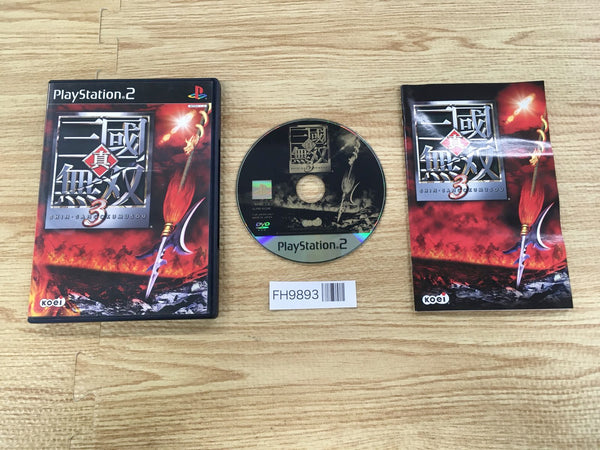 PlayStation 2
三國
真
無双
3
SHIN-SANGOKUMUSOU
KOEI
三國
真
無双
3
DVD
PlayStation 2
FH9893
三國
真
無双
3
SHIN-SANGOKUMUSOU
KOEI